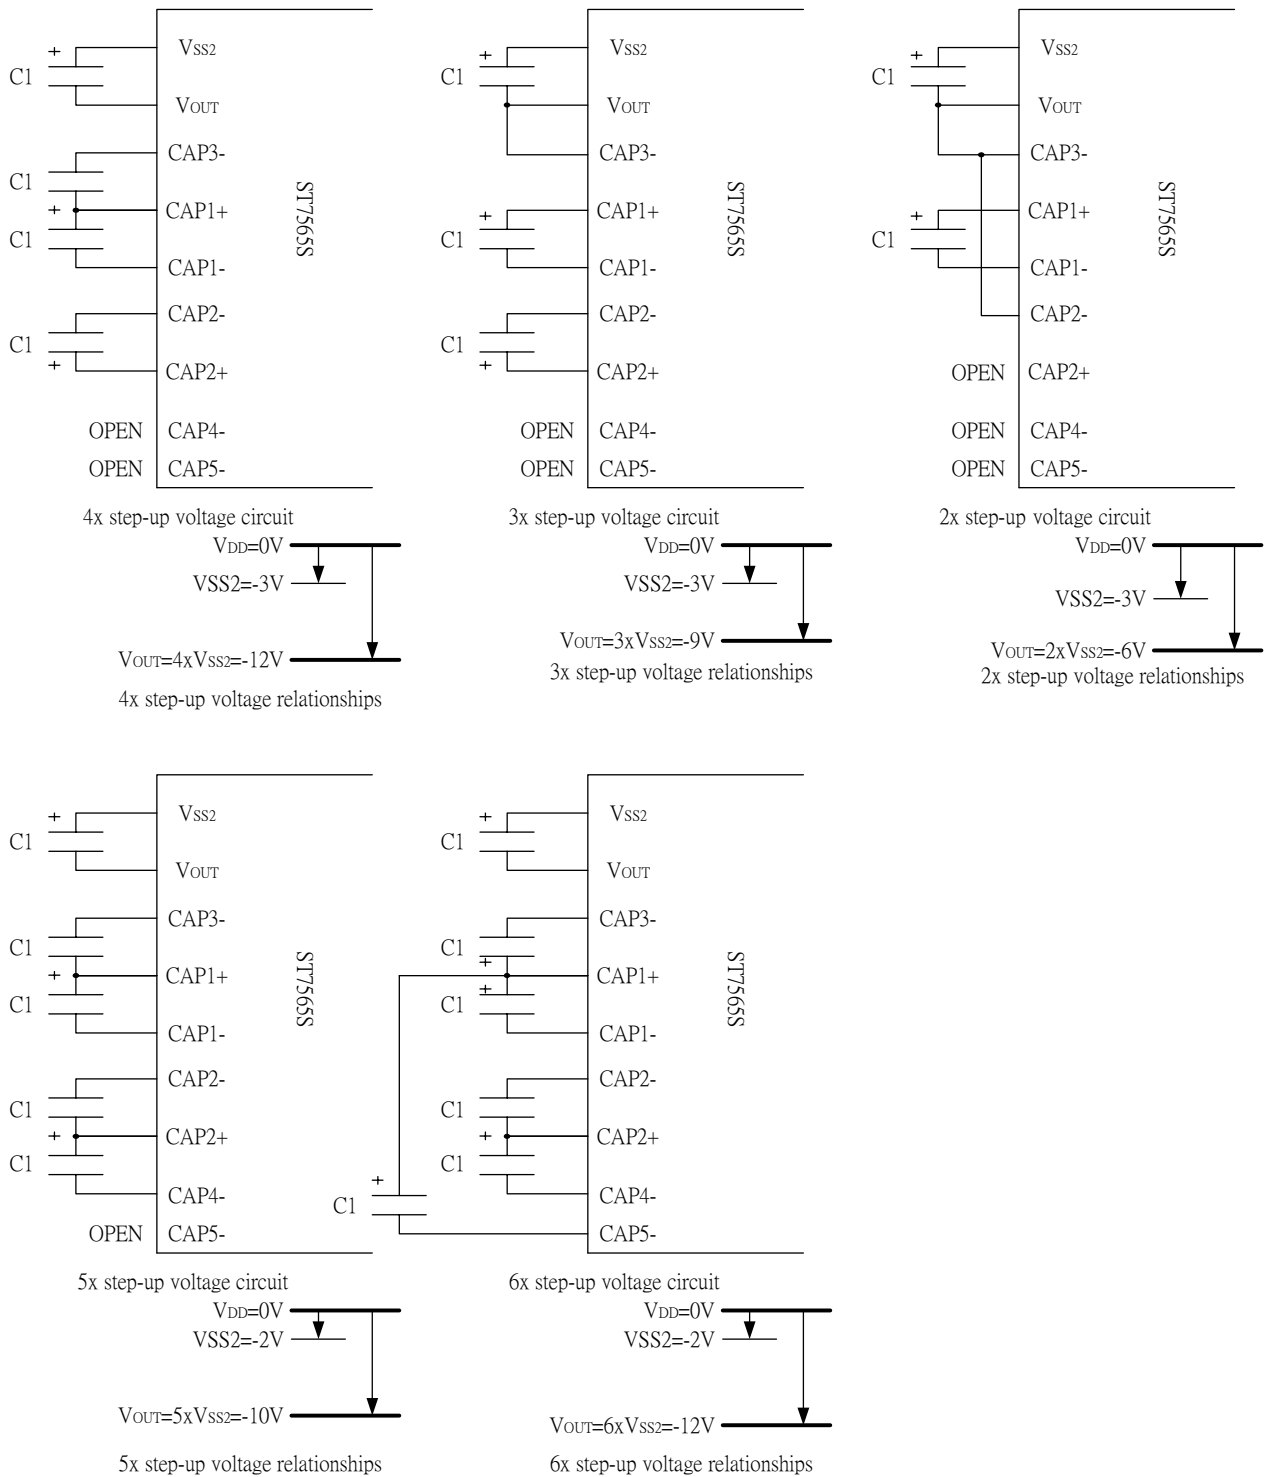 +
C1
VSS2
VOUT
CAP3-
C1
+
CAP1+
C1
CAP1-
CAP2-
C1
+
CAP2+
OPEN CAP4-
OPEN CAP5-
ST7565S
4x step-up voltage circuit
VDD=0V
VSS2=-3V
VOUT=4xVSS2=-12V
4x step-up voltage relationships
+
C1
VSS2
VOUT
CAP3-
+
CAP1+
C1
CAP1-
CAP2-
C1
+
CAP2+
OPEN CAP4-
OPEN CAP5-
ST7565S
3x step-up voltage circuit
VDD=0V
VSS2=-3V
VOUT=3xVSS2=-9V
3x step-up voltage relationships
+
C1
VSS2
VOUT
CAP3-
+
CAP1+
C1
CAP1-
CAP2-
OPEN CAP2+
OPEN CAP4-
OPEN CAP5-
ST7565S
2x step-up voltage circuit
VDD=0V
VSS2=-3V
VOUT=2xVSS2=-6V
2x step-up voltage relationships
+
C1
VSS2
VOUT
CAP3-
C1
+
CAP1+
C1
CAP1-
CAP2-
C1
+
CAP2+
C1
CAP4-
OPEN CAP5-
ST7565S
5x step-up voltage circuit
VDD=0V
VSS2=-2V
VOUT=5xVSS2=-10V
5x step-up voltage relationships
+
C1
VSS2
VOUT
CAP3-
C1
+
CAP1+
+
C1
CAP1-
CAP2-
C1
+
CAP2+
C1
+
CAP4-
C1
CAP5-
ST7565S
6x step-up voltage circuit
VDD=0V
VSS2=-2V
VOUT=6xVSS2=-12V
6x step-up voltage relationships